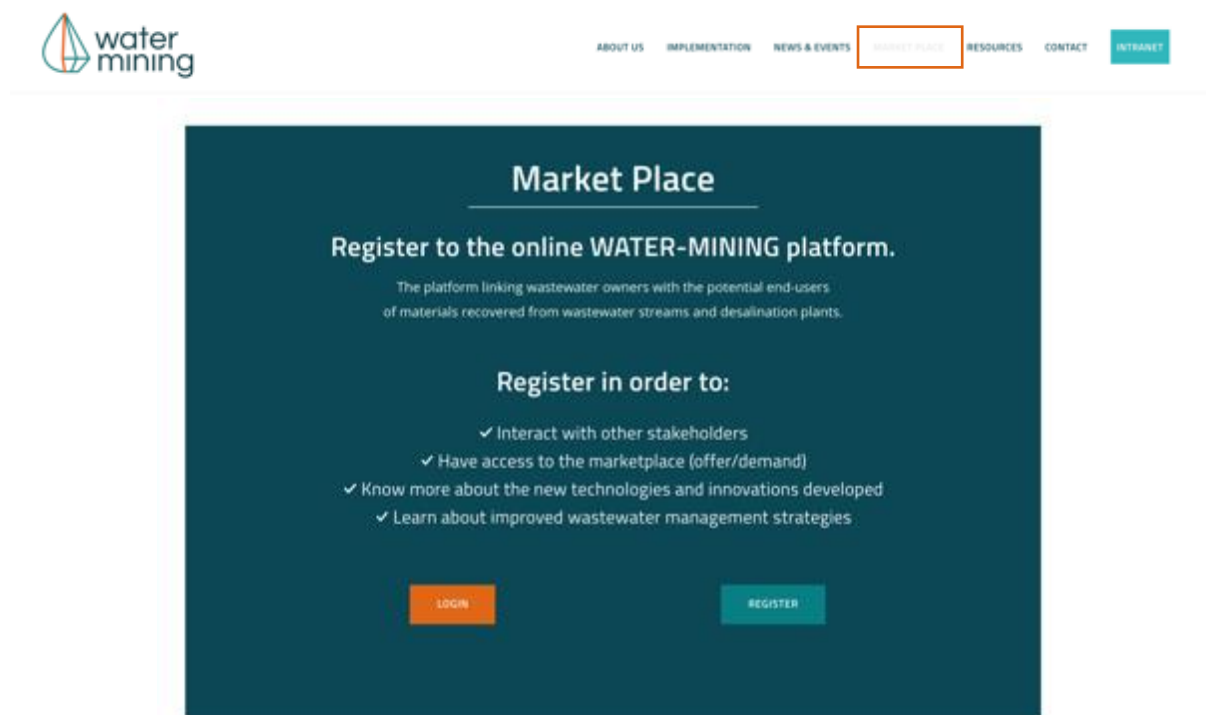 water
mining
ABOUT US IMPLEMENTATION NEWS & EVENTS MARKET PLACE RESOURCES CONTACT INTRANET
Market Place
Register to the online WATER-MINING platform.
The platform linking wastewater owners with the potential end-users
of materials recovered from wastewater streams and desalination plants.
Register in order to:
✓ Interact with other stakeholders
✓ Have access to the marketplace (offer/demand)
✓ Know more about the new technologies and innovations developed
✓ Learn about improved wastewater management strategies
LOGIN REGISTER